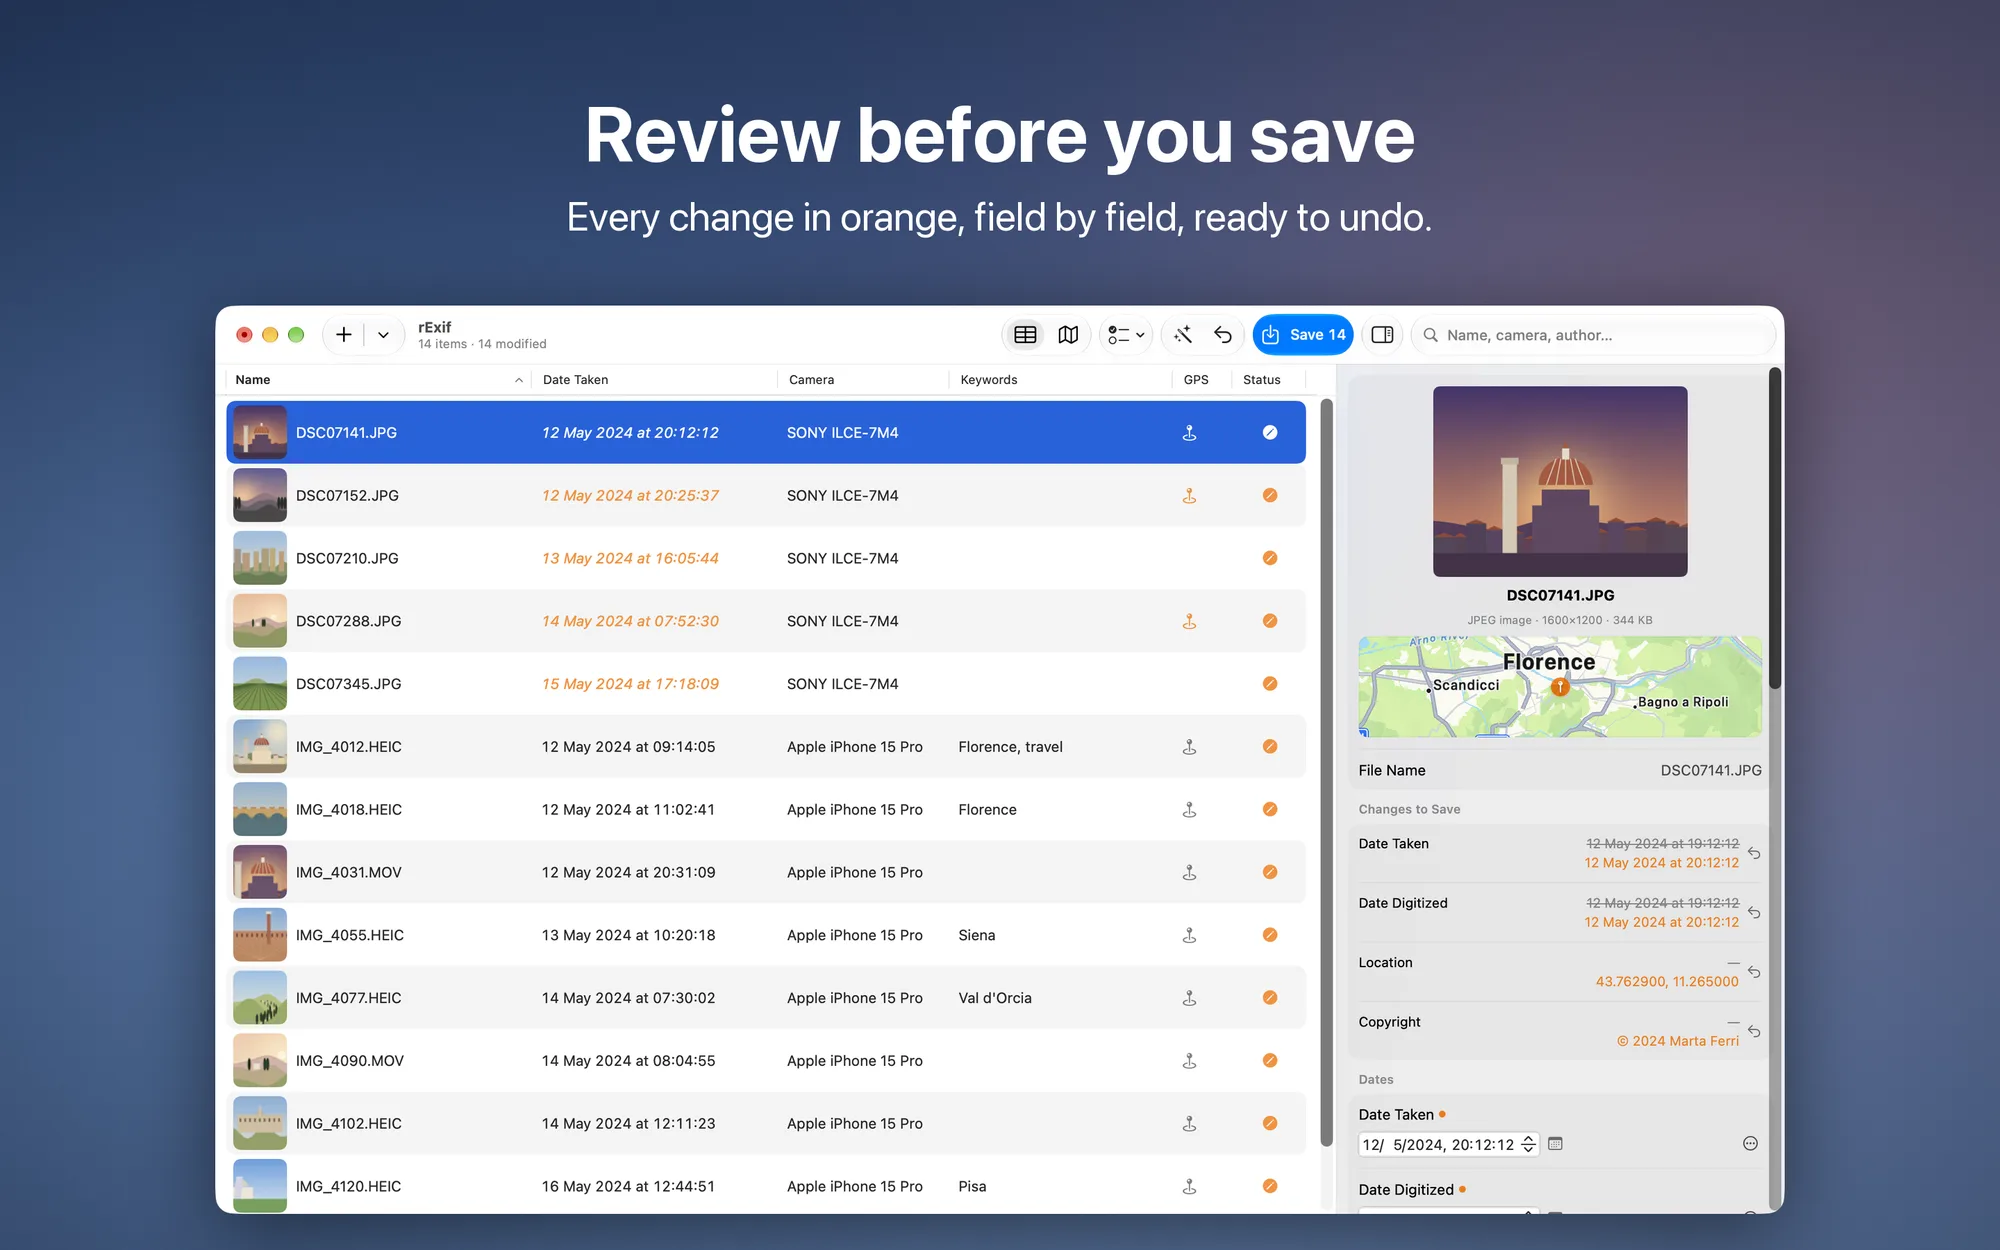 Review before you save
Every change in orange, field by field, ready to undo.
rExif
14 items · 14 modified
Save 14
Name, camera, author...
Name
Date Taken
Camera
Keywords
GPS
Status
DSC07141.JPG 12 May 2024 at 20:12:12 SONY ILCE-7M4
DSC07152.JPG 12 May 2024 at 20:25:37 SONY ILCE-7M4
DSC07210.JPG 13 May 2024 at 16:05:44 SONY ILCE-7M4
DSC07288.JPG 14 May 2024 at 07:52:30 SONY ILCE-7M4
DSC07345.JPG 15 May 2024 at 17:18:09 SONY ILCE-7M4
IMG_4012.HEIC 12 May 2024 at 09:14:05 Apple iPhone 15 Pro Florence, travel
IMG_4018.HEIC 12 May 2024 at 11:02:41 Apple iPhone 15 Pro Florence
IMG_4031.MOV 12 May 2024 at 20:31:09 Apple iPhone 15 Pro
IMG_4055.HEIC 13 May 2024 at 10:20:18 Apple iPhone 15 Pro Siena
IMG_4077.HEIC 14 May 2024 at 07:30:02 Apple iPhone 15 Pro Val d'Orcia
IMG_4090.MOV 14 May 2024 at 08:04:55 Apple iPhone 15 Pro
IMG_4102.HEIC 14 May 2024 at 12:11:23 Apple iPhone 15 Pro
IMG_4120.HEIC 16 May 2024 at 12:44:51 Apple iPhone 15 Pro Pisa
DSC07141.JPG
JPEG image · 1600×1200 · 344 KB
Arno River
Florence
Scandicci
Bagno a Ripoli
File Name DSC07141.JPG
Changes to Save
Date Taken 12 May 2024 at 19:12:12
12 May 2024 at 20:12:12
Date Digitized 12 May 2024 at 19:12:12
12 May 2024 at 20:12:12
Location —
43.762900, 11.265000
Copyright —
© 2024 Marta Ferri
Dates
Date Taken
12/ 5/2024, 20:12:12
Date Digitized